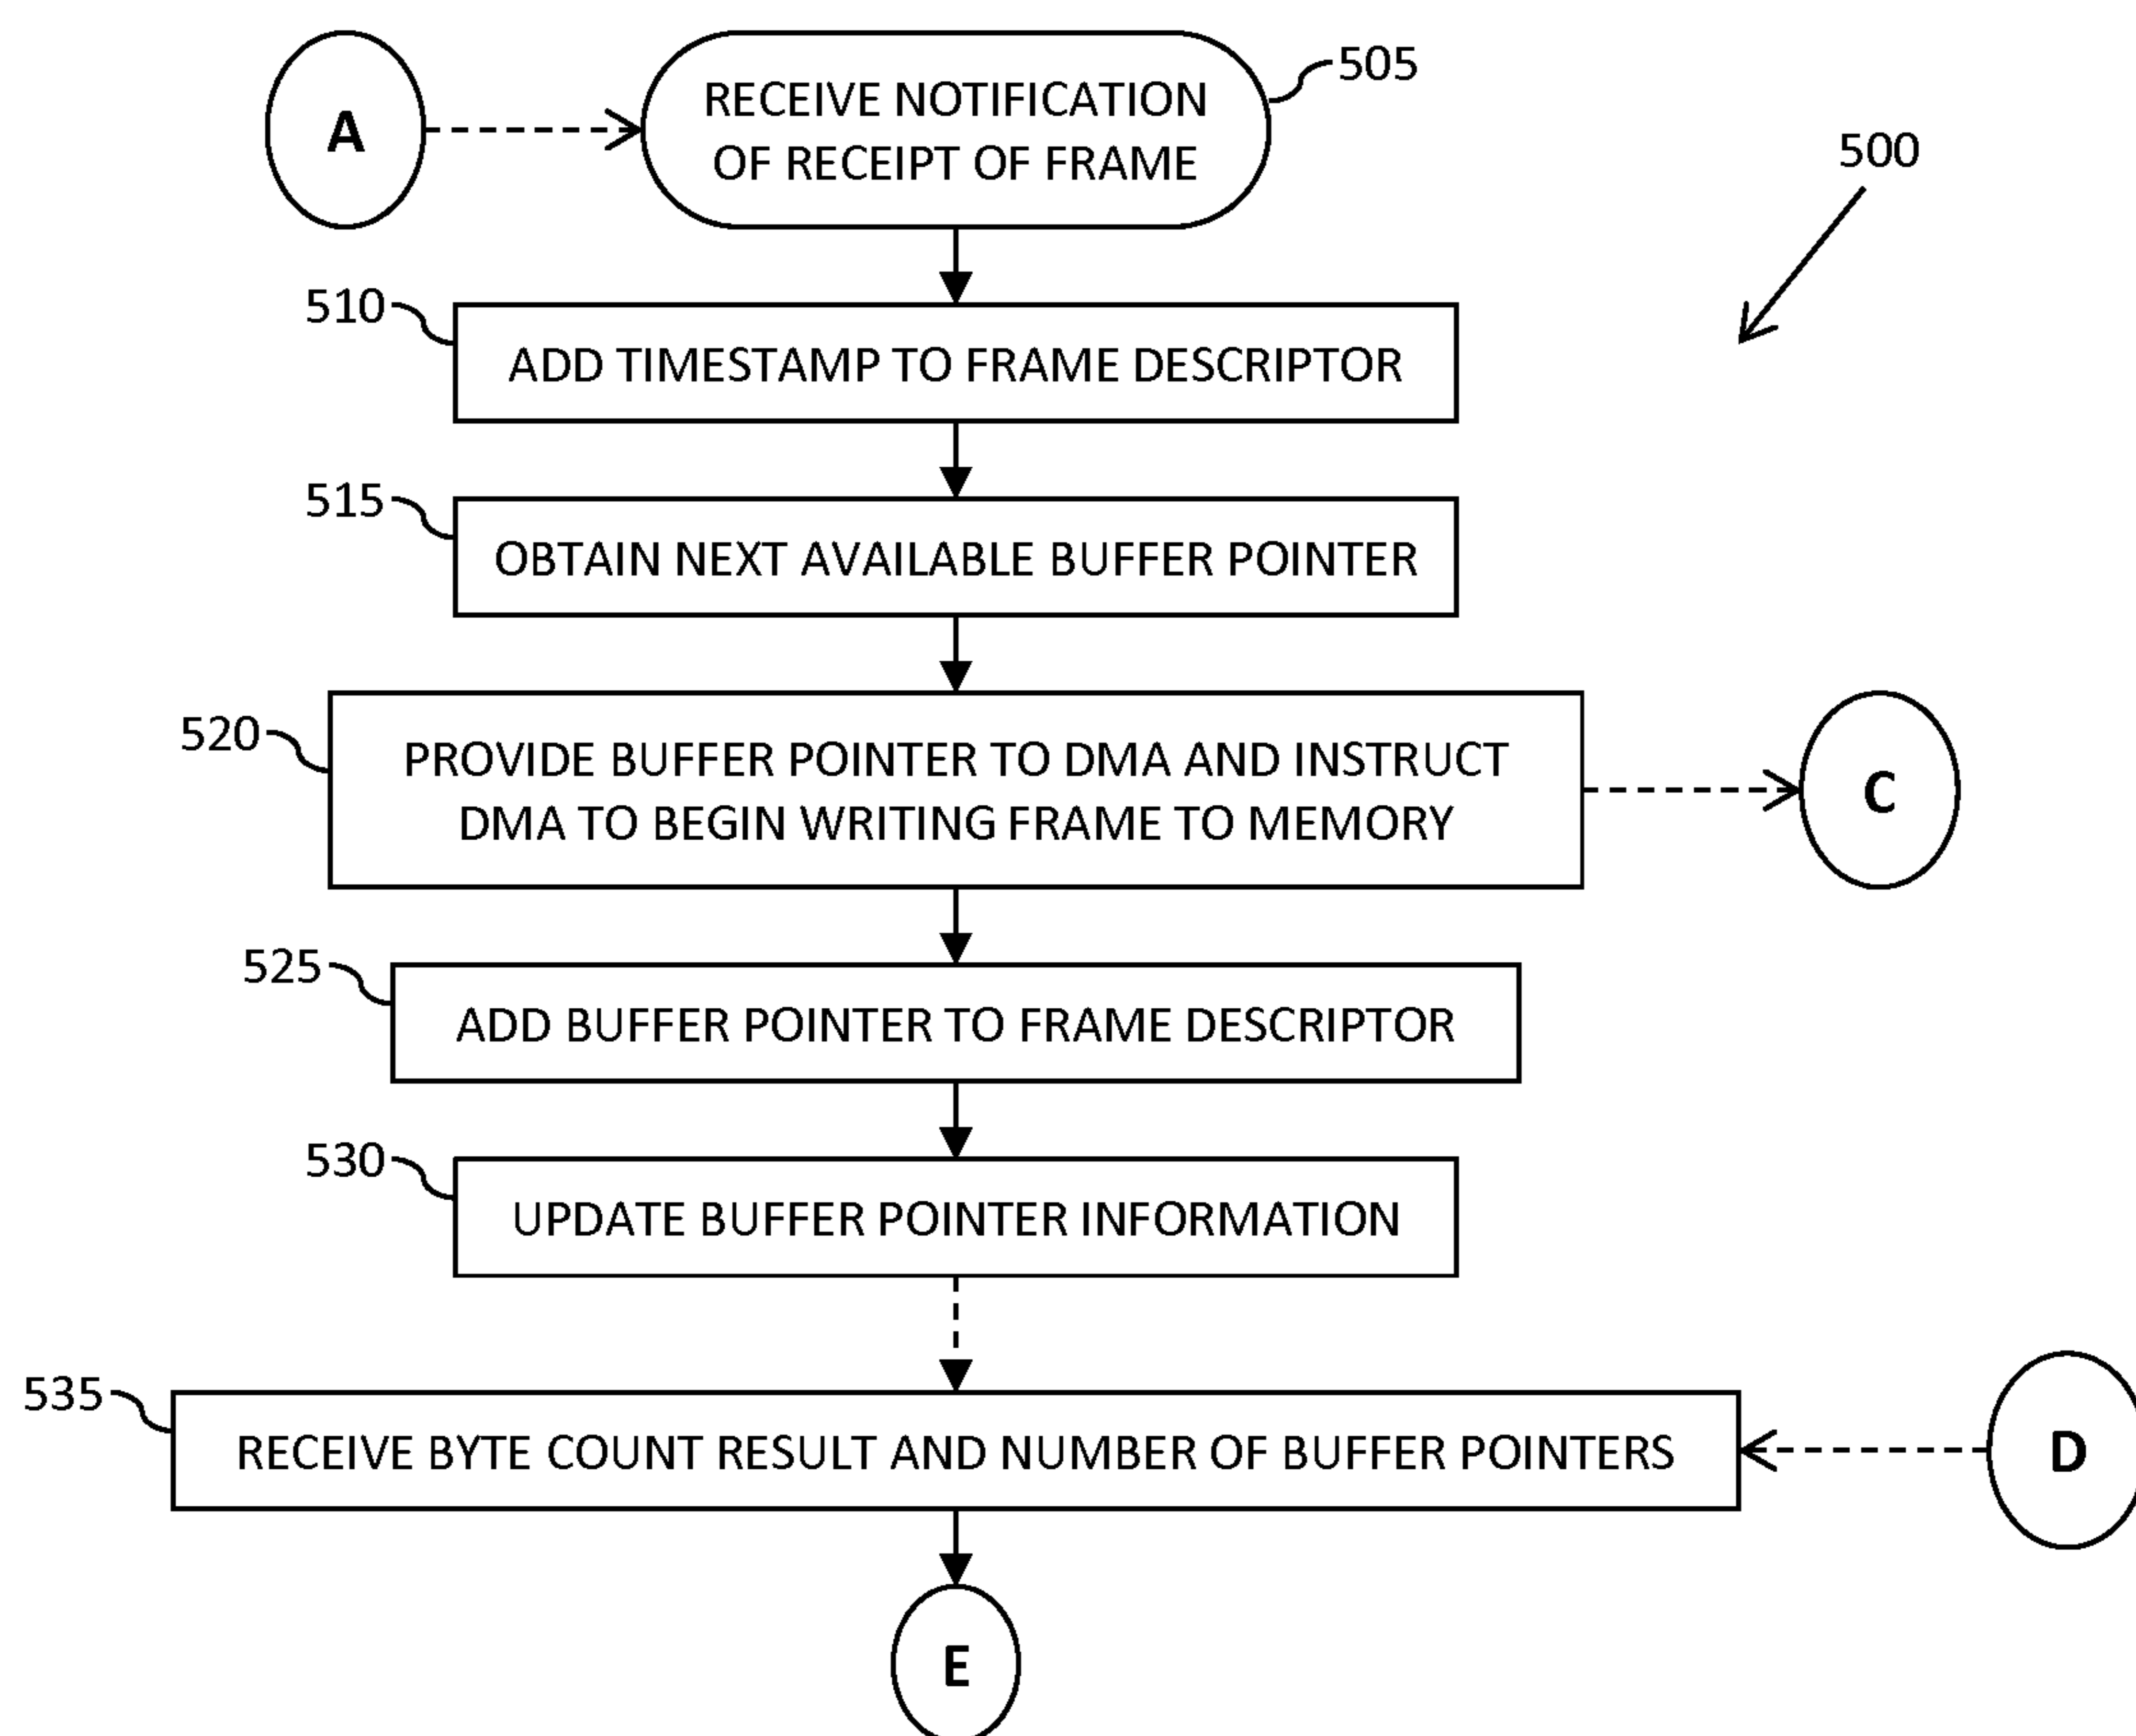 A
RECEIVE NOTIFICATION
OF RECEIPT OF FRAME
505
500
510
ADD TIMESTAMP TO FRAME DESCRIPTOR
515
OBTAIN NEXT AVAILABLE BUFFER POINTER
520
PROVIDE BUFFER POINTER TO DMA AND INSTRUCT
DMA TO BEGIN WRITING FRAME TO MEMORY
C
525
ADD BUFFER POINTER TO FRAME DESCRIPTOR
530
UPDATE BUFFER POINTER INFORMATION
535
RECEIVE BYTE COUNT RESULT AND NUMBER OF BUFFER POINTERS
D
E